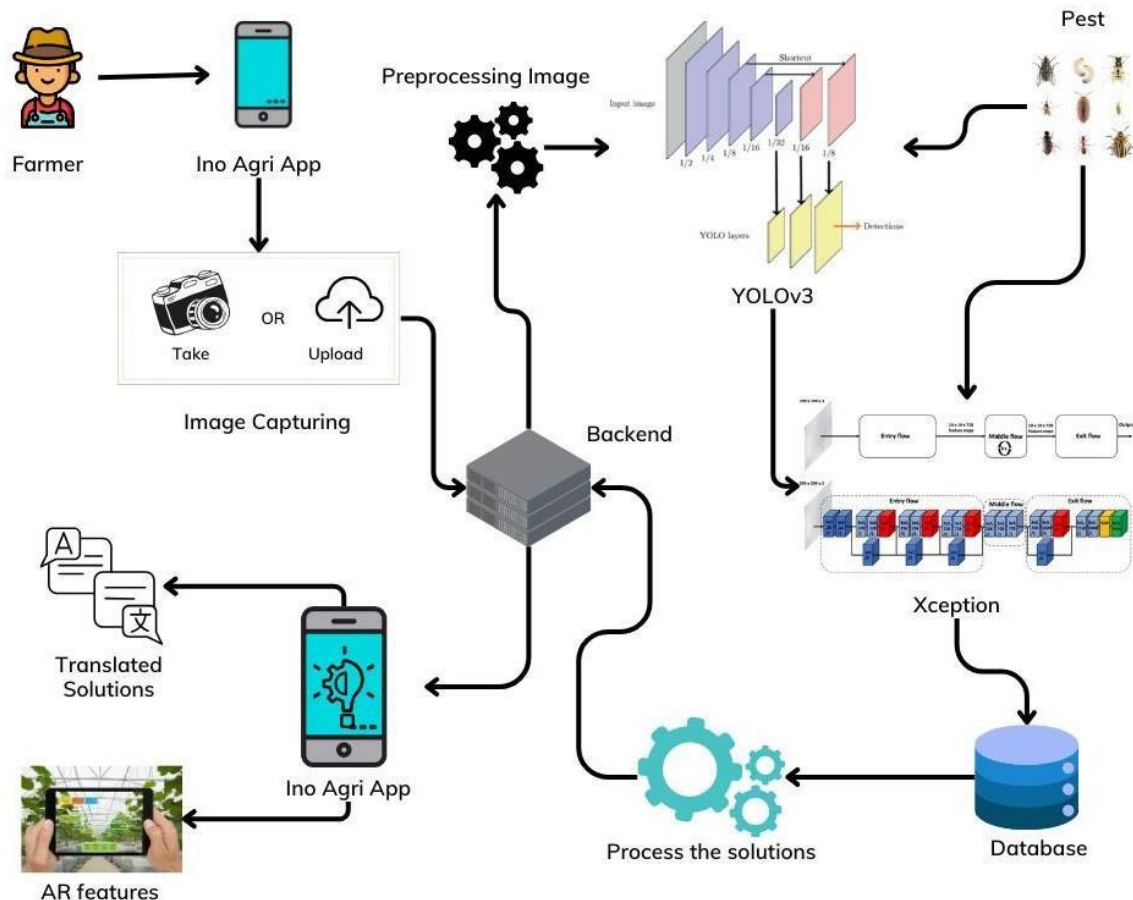 Pest
Preprocessing Image
Shortcut
Input image
1/2
1/4
1/8
1/16
1/32
1/16
1/8
YOLO layers
Detections
YOLOv3
Farmer
Ino Agri App
Take
OR
Upload
Image Capturing
Backend
Entry flow
Middle flow
Exit flow
Output
Entry flow
Middle flow
Exit flow
Xception
A
文
Translated
Solutions
Ino Agri App
AR features
Process the solutions
Database